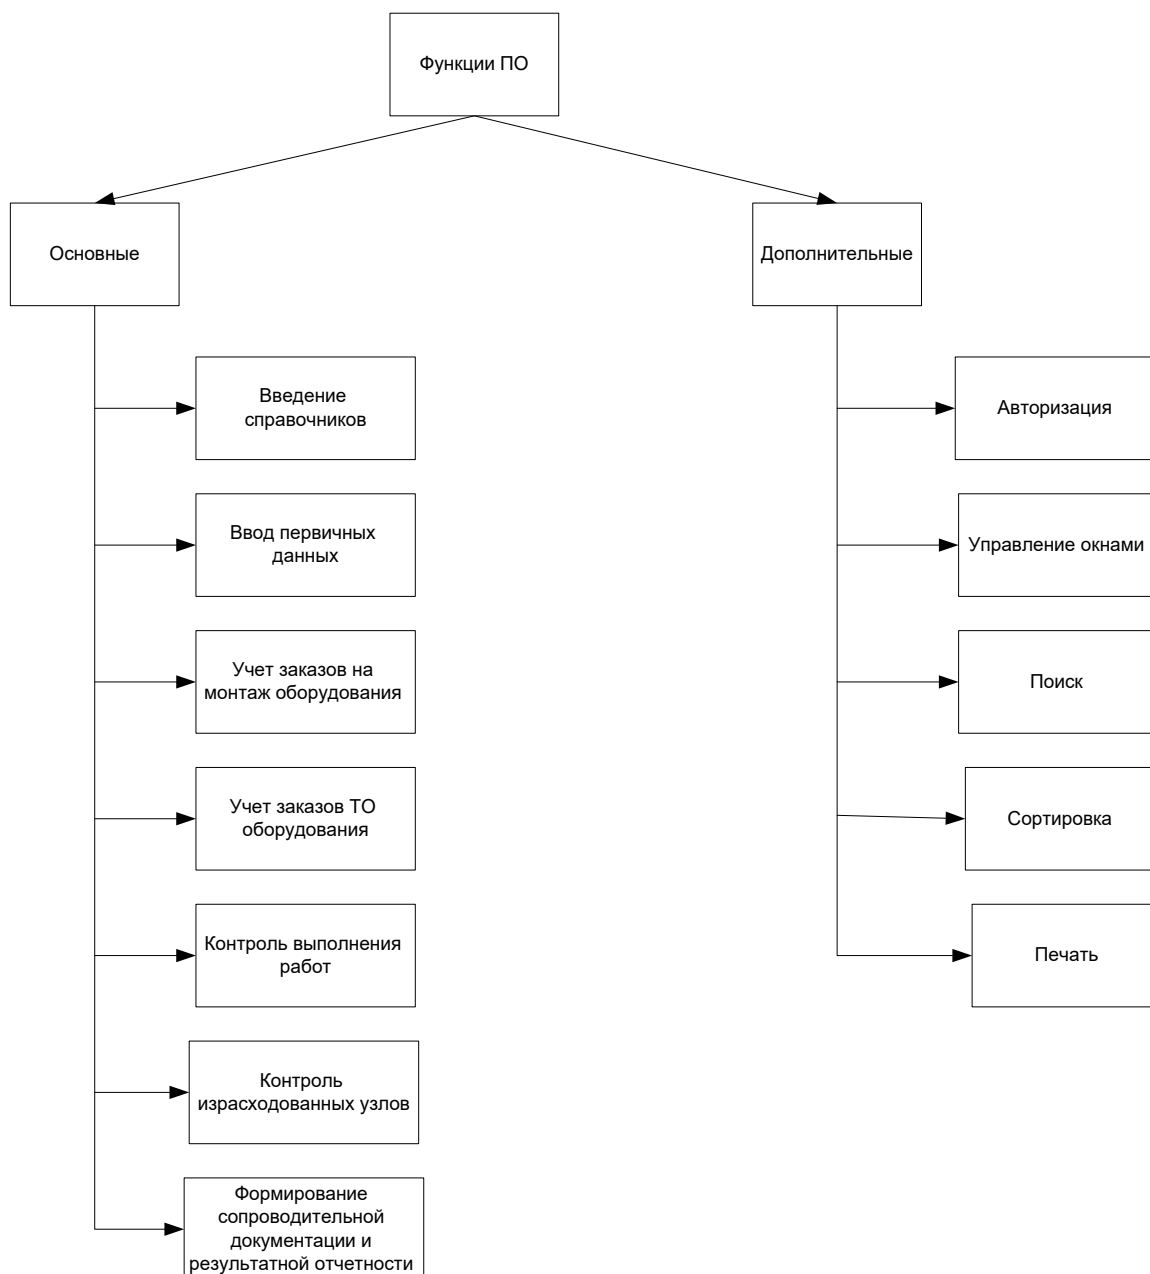 Функции ПО
Основные
Дополнительные
Введение
справочников
Ввод первичных
данных
Учет заказов на
монтаж оборудования
Учет заказов ТО
оборудования
Контроль выполнения
работ
Контроль
израсходованных узлов
Формирование
сопроводительной
документации и
результатной отчетности
Авторизация
Управление окнами
Поиск
Сортировка
Печать